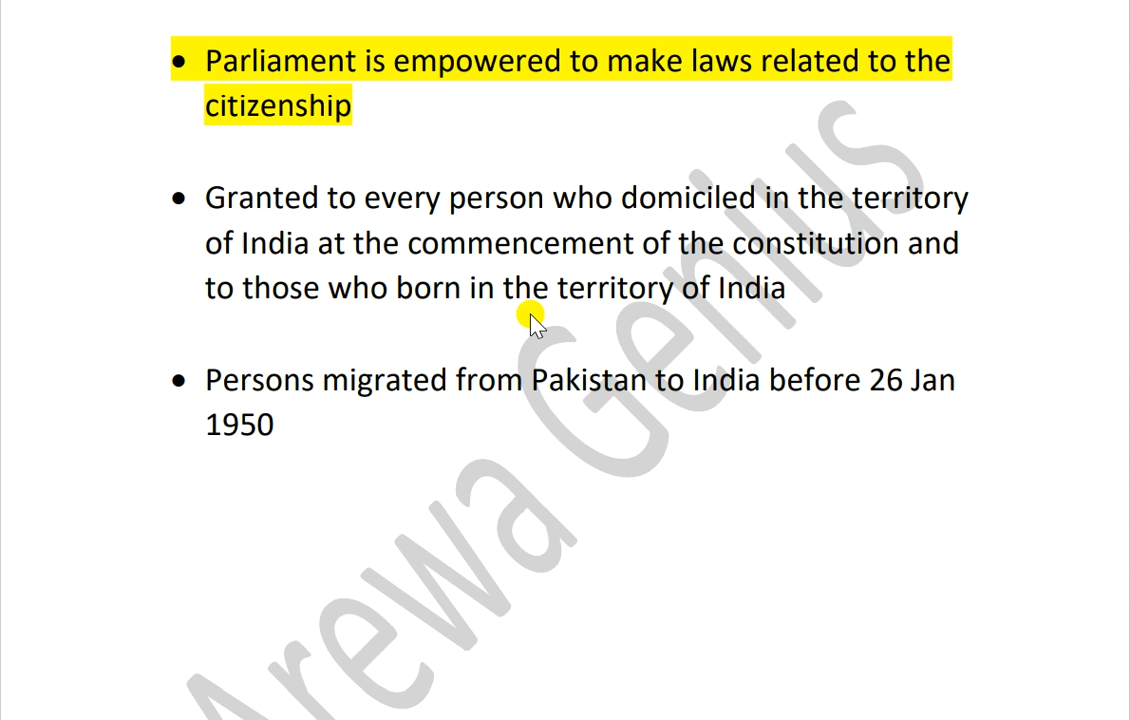 • Parliament is empowered to make laws related to the
citizenship
• Granted to every person who domiciled in the territory
of India at the commencement of the constitution and
to those who born in the territory of India
• Persons migrated from Pakistan to India before 26 Jan
1950
Arewa Genius